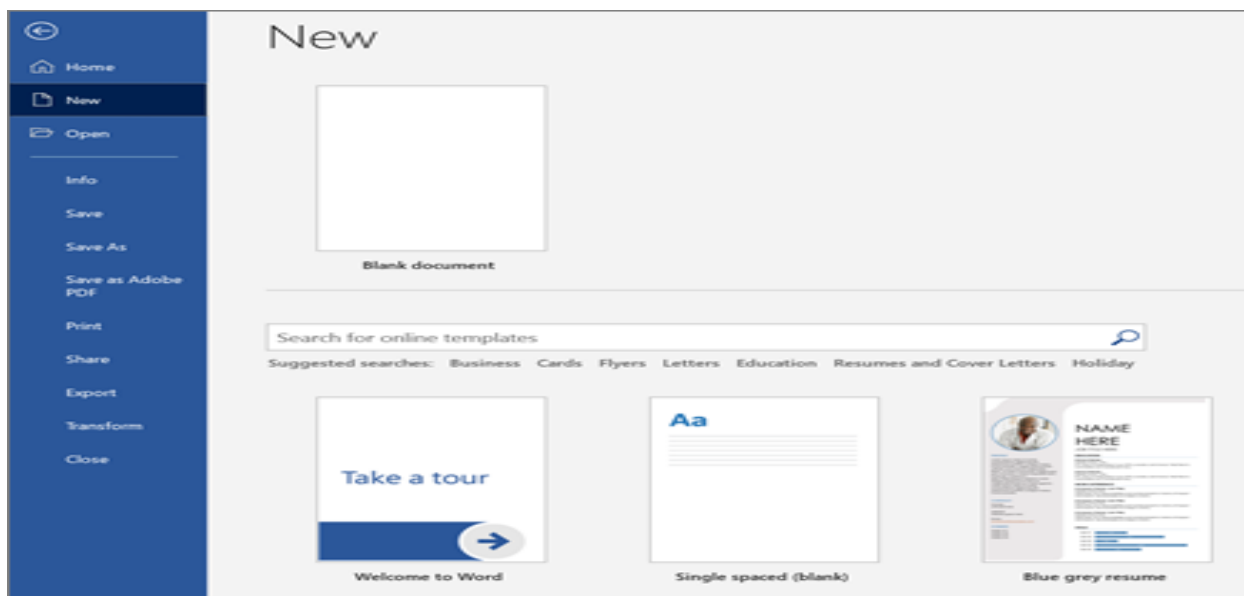 New
Home
New
Open
Info
Save
Save As
Save as Adobe
PDF
Print
Share
Export
Transform
Close
Blank document
Search for online templates
Suggested searches: Business Cards Flyers Letters Education Resumes and Cover Letters Holiday
Take a tour
Aa
NAME
HERE
Welcome to Word
Single spaced (blank)
Blue grey resume